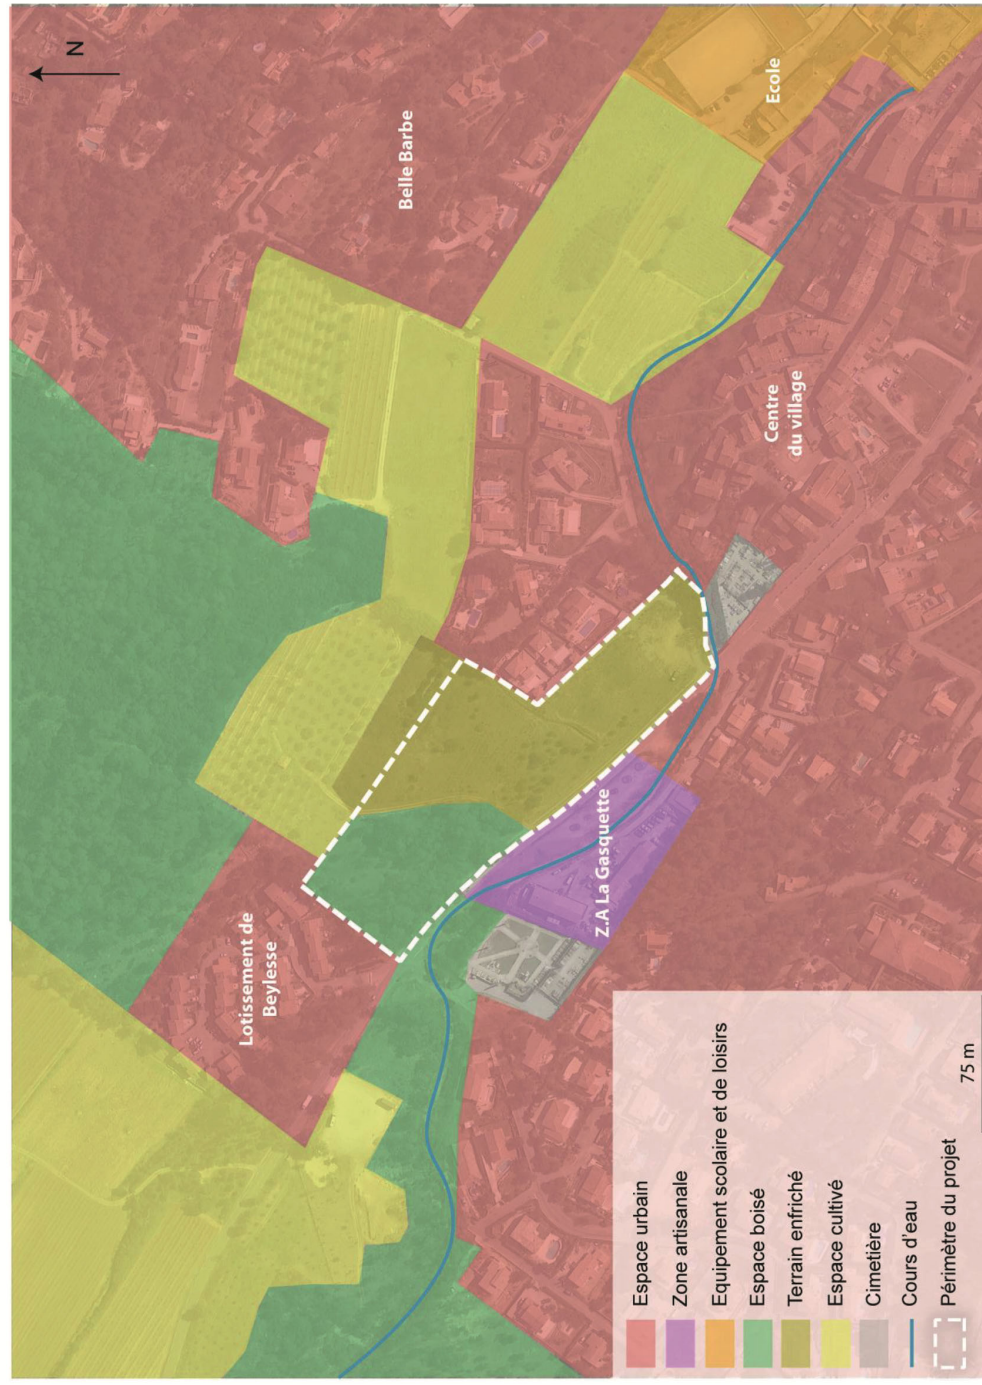 N
Belle Barbe
Ecole
Lotissement de
Beylesse
Centre
du village
Z.A La Gasquette
Espace urbain
Zone artisanale
Equipement scolaire et de loisirs
Espace boisé
Terrain enfriché
Espace cultivé
Cimetière
Cours d'eau
Périmètre du projet
75 m